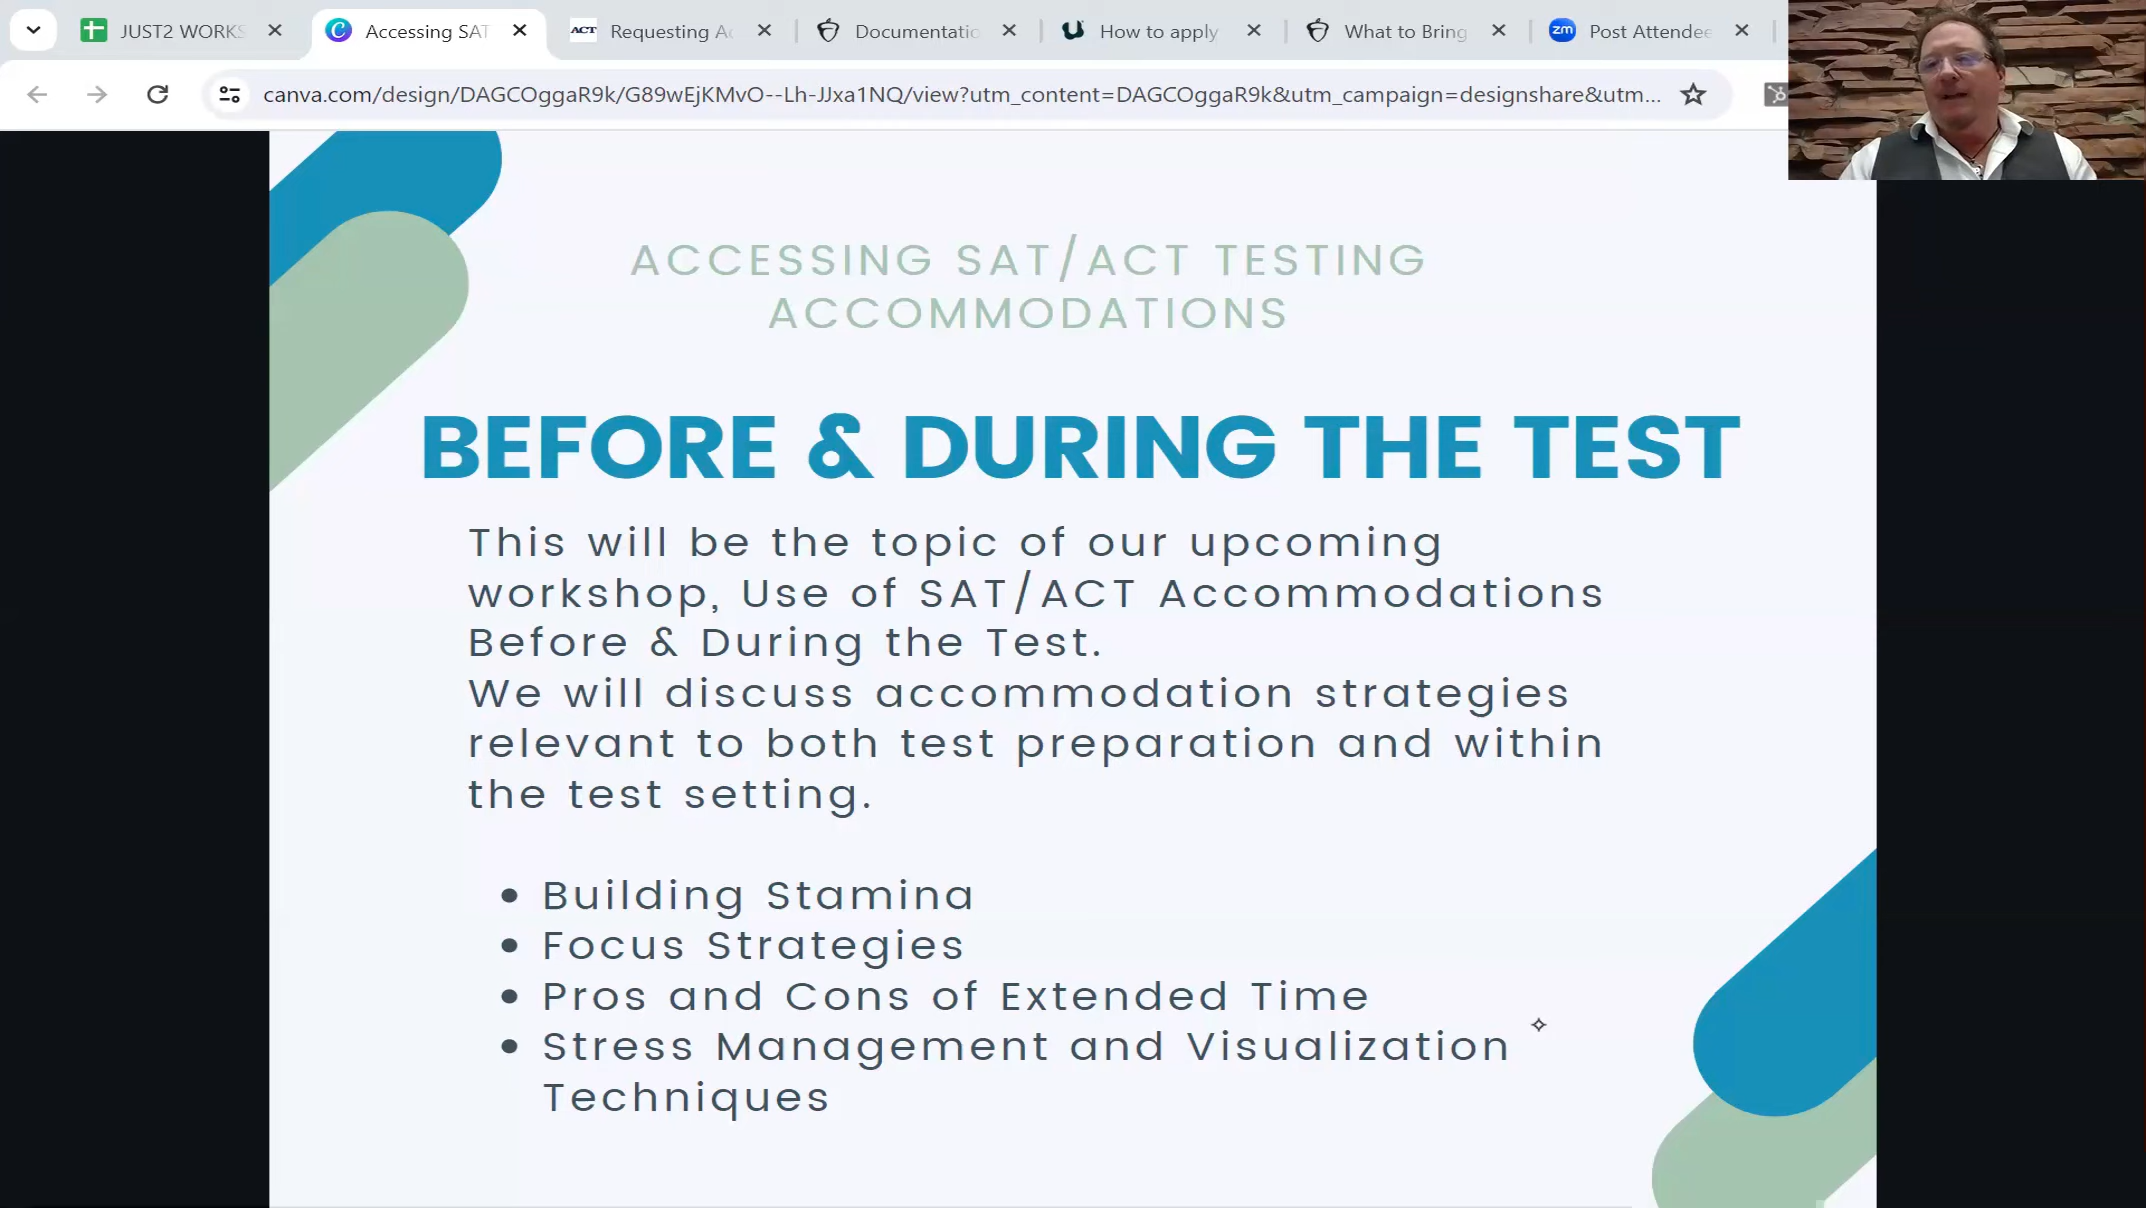 JUST2 WORKS
Accessing SAT
ACT Requesting Ac
Documentatio
How to apply
What to Bring
zm Post Attendee
canva.com/design/DAGCOggaR9k/G89wEjKMvO--Lh-JJxa1NQ/view?utm_content=DAGCOggaR9k&utm_campaign=designshare&utm...
ACCESSING SAT/ACT TESTING
ACCOMMODATIONS
BEFORE & DURING THE TEST
This will be the topic of our upcoming
workshop, Use of SAT/ACT Accommodations
Before & During the Test.
We will discuss accommodation strategies
relevant to both test preparation and within
the test setting.
• Building Stamina
• Focus Strategies
• Pros and Cons of Extended Time
• Stress Management and Visualization
Techniques